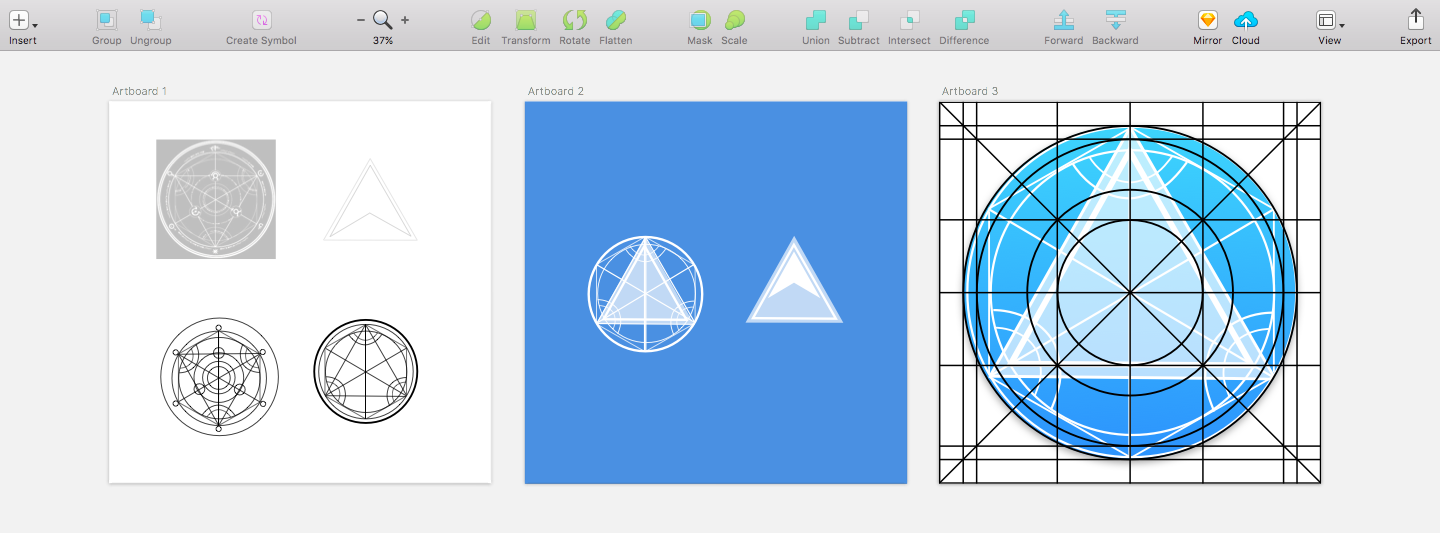 Insert
Group
Ungroup
Create Symbol
37%
Edit
Transform
Rotate
Flatten
Mask
Scale
Union
Subtract
Intersect
Difference
Forward
Backward
Mirror
Cloud
View
Export
Artboard 1
Artboard 2
Artboard 3